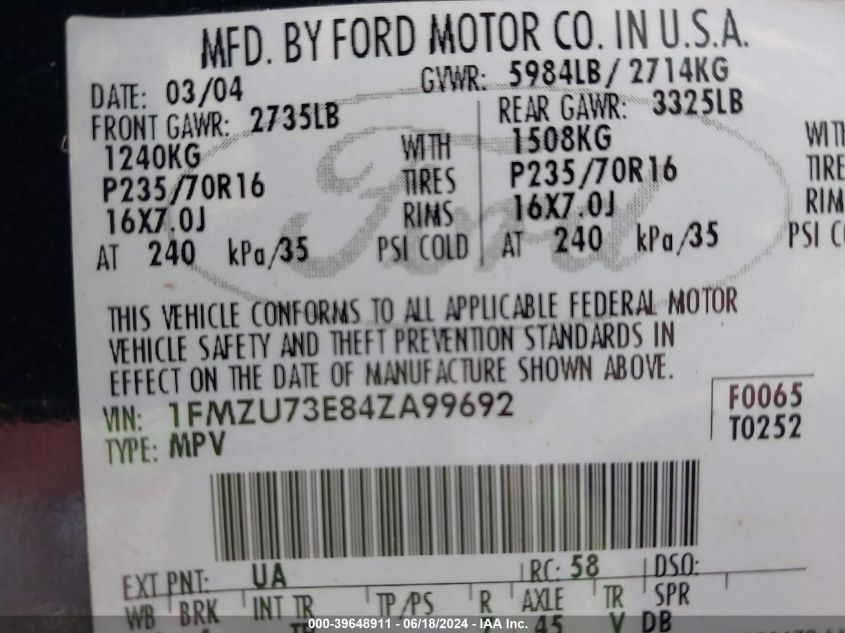 MFD. BY FORD MOTOR CO. IN U.S.A.
DATE: 03/04 GVWR: 5984LB / 2714KG
FRONT GAWR: 2735LB REAR GAWR: 3325LB
1240KG WITH 1508KG WITH
P235/70R16 TIRES P235/70R16 TIRE
16X7.0J RIMS 16X7.0J RIM
AT 240 kPa/35 PSI COLD AT 240 kPa/35 PSI C
Ford
THIS VEHICLE CONFORMS TO ALL APPLICABLE FEDERAL MOTOR
VEHICLE SAFETY AND THEFT PREVENTION STANDARDS IN
EFFECT ON THE DATE OF MANUFACTURE SHOWN ABOVE.
VIN: 1FMZU73E84ZA99692 F0065
TYPE: MPV T0252
EXT PNT: UA RC: 58 DSO:
WB BRK INT TR TP/PS R AXLE TR SPR
45 V DB
© IAA, LLC.
000-39648911 - 06/18/2024 - © IAA, LLC.